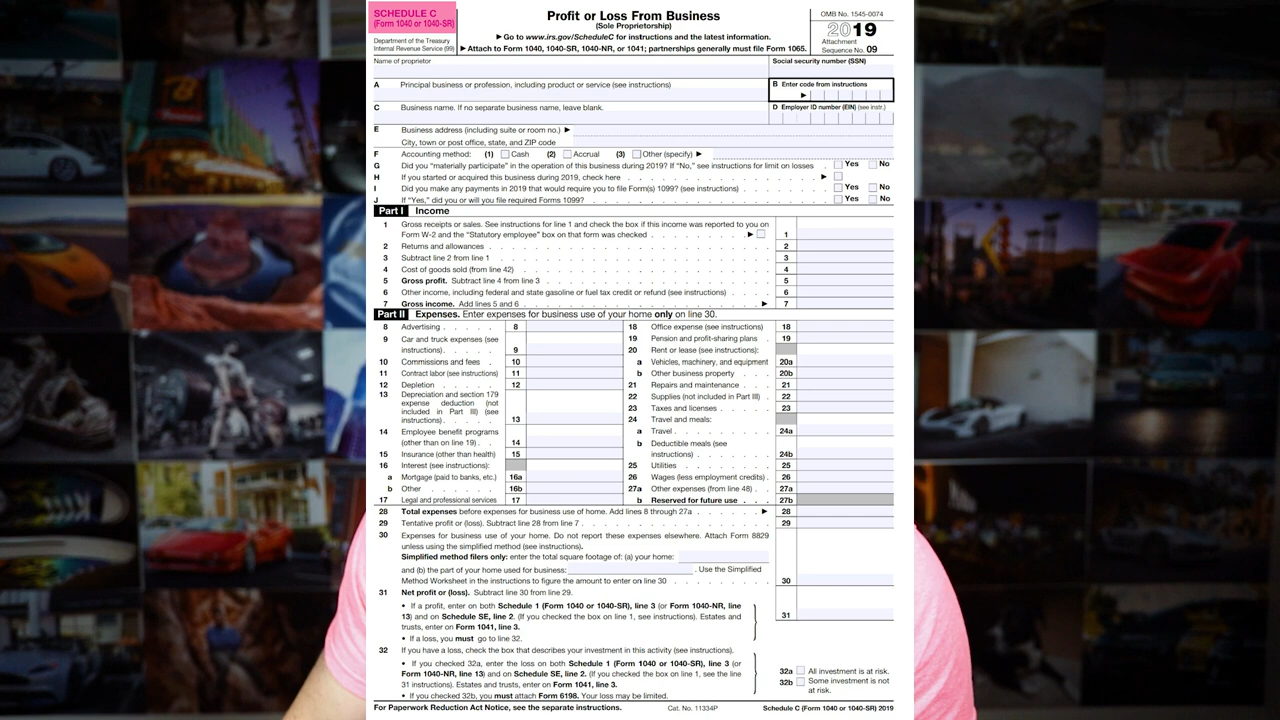 SCHEDULE C
(Form 1040 or 1040-SR)
Department of the Treasury
Internal Revenue Service (99)
Profit or Loss From Business
(Sole Proprietorship)
▶ Go to www.irs.gov/ScheduleC for instructions and the latest information.
▶ Attach to Form 1040, 1040-SR, 1040-NR, or 1041; partnerships generally must file Form 1065.
OMB No. 1545-0074
2019
Attachment
Sequence No. 09
Name of proprietor
Social security number (SSN)
A Principal business or profession, including product or service (see instructions)
B Enter code from instructions
▶
C Business name. If no separate business name, leave blank.
D Employer ID number (EIN) (see instr.)
E Business address (including suite or room no.) ▶
City, town or post office, state, and ZIP code
F Accounting method: (1) Cash (2) Accrual (3) Other (specify) ▶
G Did you "materially participate" in the operation of this business during 2019? If "No," see instructions for limit on losses . Yes No
H If you started or acquired this business during 2019, check here . . . . . . . . . . ▶
I Did you make any payments in 2019 that would require you to file Form(s) 1099? (see instructions) . . . . . . . . Yes No
J If "Yes," did you or will you file required Forms 1099? . . . . . . . . . . Yes No
Part I Income
1 Gross receipts or sales. See instructions for line 1 and check the box if this income was reported to you on
Form W-2 and the "Statutory employee" box on that form was checked . . . . . . . . . ▶ 1
2 Returns and allowances . . . . . . . . . . 2
3 Subtract line 2 from line 1 . . . . . . . . . . 3
4 Cost of goods sold (from line 42) . . . . . . . . . . 4
5 Gross profit. Subtract line 4 from line 3 . . . . . . . . . . 5
6 Other income, including federal and state gasoline or fuel tax credit or refund (see instructions) . . . . 6
7 Gross income. Add lines 5 and 6 . . . . . . . . . . ▶ 7
Part II Expenses. Enter expenses for business use of your home only on line 30.
8 Advertising . . . . . 8
9 Car and truck expenses (see
instructions) . . . . . 9
10 Commissions and fees . 10
11 Contract labor (see instructions) 11
12 Depletion . . . . . 12
13 Depreciation and section 179
expense deduction (not
included in Part III) (see
instructions) . . . . . 13
14 Employee benefit programs
(other than on line 19) . . 14
15 Insurance (other than health) 15
16 Interest (see instructions):
a Mortgage (paid to banks, etc.) 16a
b Other . . . . . . 16b
17 Legal and professional services 17
18 Office expense (see instructions) 18
19 Pension and profit-sharing plans . 19
20 Rent or lease (see instructions):
a Vehicles, machinery, and equipment 20a
b Other business property . . . 20b
21 Repairs and maintenance . . . 21
22 Supplies (not included in Part III) . 22
23 Taxes and licenses . . . . . 23
24 Travel and meals:
a Travel . . . . . . . . . 24a
b Deductible meals (see
instructions) . . . . . . . 24b
25 Utilities . . . . . . . . 25
26 Wages (less employment credits) . 26
27a Other expenses (from line 48) . . 27a
b Reserved for future use . . . 27b
28 Total expenses before expenses for business use of home. Add lines 8 through 27a . . . . . . ▶ 28
29 Tentative profit or (loss). Subtract line 28 from line 7 . . . . . . . . . . 29
30 Expenses for business use of your home. Do not report these expenses elsewhere. Attach Form 8829
unless using the simplified method (see instructions).
Simplified method filers only: enter the total square footage of: (a) your home:
and (b) the part of your home used for business: . Use the Simplified
Method Worksheet in the instructions to figure the amount to enter on line 30 . . . . . . . . 30
31 Net profit or (loss). Subtract line 30 from line 29.
• If a profit, enter on both Schedule 1 (Form 1040 or 1040-SR), line 3 (or Form 1040-NR, line
13) and on Schedule SE, line 2. (If you checked the box on line 1, see instructions). Estates and
trusts, enter on Form 1041, line 3. 31
• If a loss, you must go to line 32.
32 If you have a loss, check the box that describes your investment in this activity (see instructions).
• If you checked 32a, enter the loss on both Schedule 1 (Form 1040 or 1040-SR), line 3 (or
Form 1040-NR, line 13) and on Schedule SE, line 2. (If you checked the box on line 1, see the line
31 instructions). Estates and trusts, enter on Form 1041, line 3.
• If you checked 32b, you must attach Form 6198. Your loss may be limited.
32a All investment is at risk.
32b Some investment is not
at risk.
For Paperwork Reduction Act Notice, see the separate instructions. Cat. No. 11334P Schedule C (Form 1040 or 1040-SR) 2019